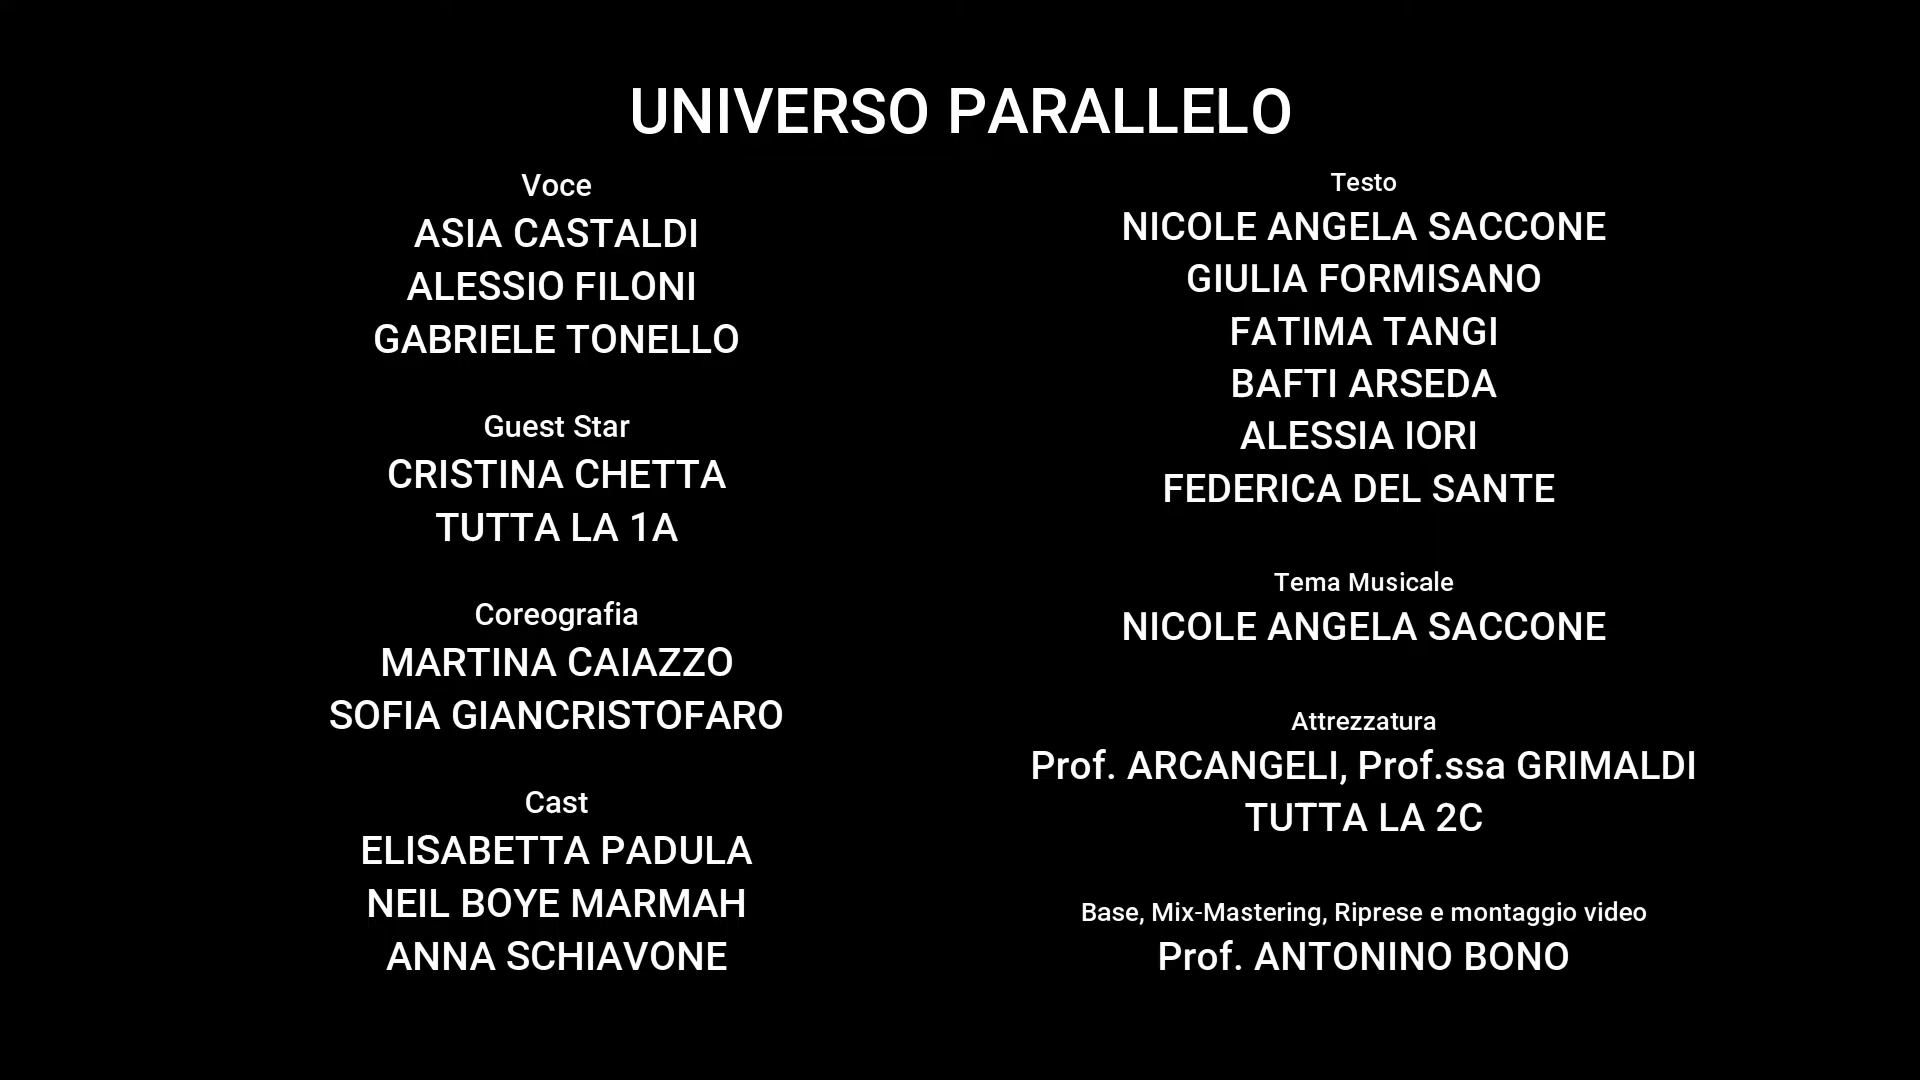 UNIVERSO PARALLELO
Voce
ASIA CASTALDI
ALESSIO FILONI
GABRIELE TONELLO
Guest Star
CRISTINA CHETTA
TUTTA LA 1A
Coreografia
MARTINA CAIAZZO
SOFIA GIANCRISTOFARO
Cast
ELISABETTA PADULA
NEIL BOYE MARMAH
ANNA SCHIAVONE
Testo
NICOLE ANGELA SACCONE
GIULIA FORMISANO
FATIMA TANGI
BAFTI ARSEDA
ALESSIA IORI
FEDERICA DEL SANTE
Tema Musicale
NICOLE ANGELA SACCONE
Attrezzatura
Prof. ARCANGELI, Prof.ssa GRIMALDI
TUTTA LA 2C
Base, Mix-Mastering, Riprese e montaggio video
Prof. ANTONINO BONO